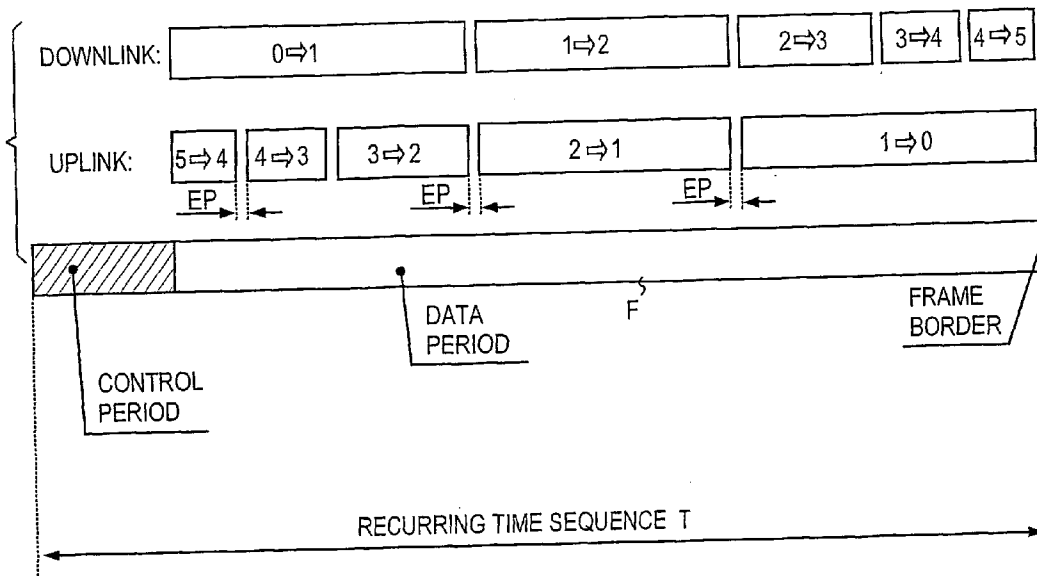 DOWNLINK: 0⇨1 1⇨2 2⇨3 3⇨4 4⇨5
UPLINK: 5⇨4 4⇨3 3⇨2 2⇨1 1⇨0
EP EP EP
F
DATA
PERIOD
FRAME
BORDER
CONTROL
PERIOD
RECURRING TIME SEQUENCE T